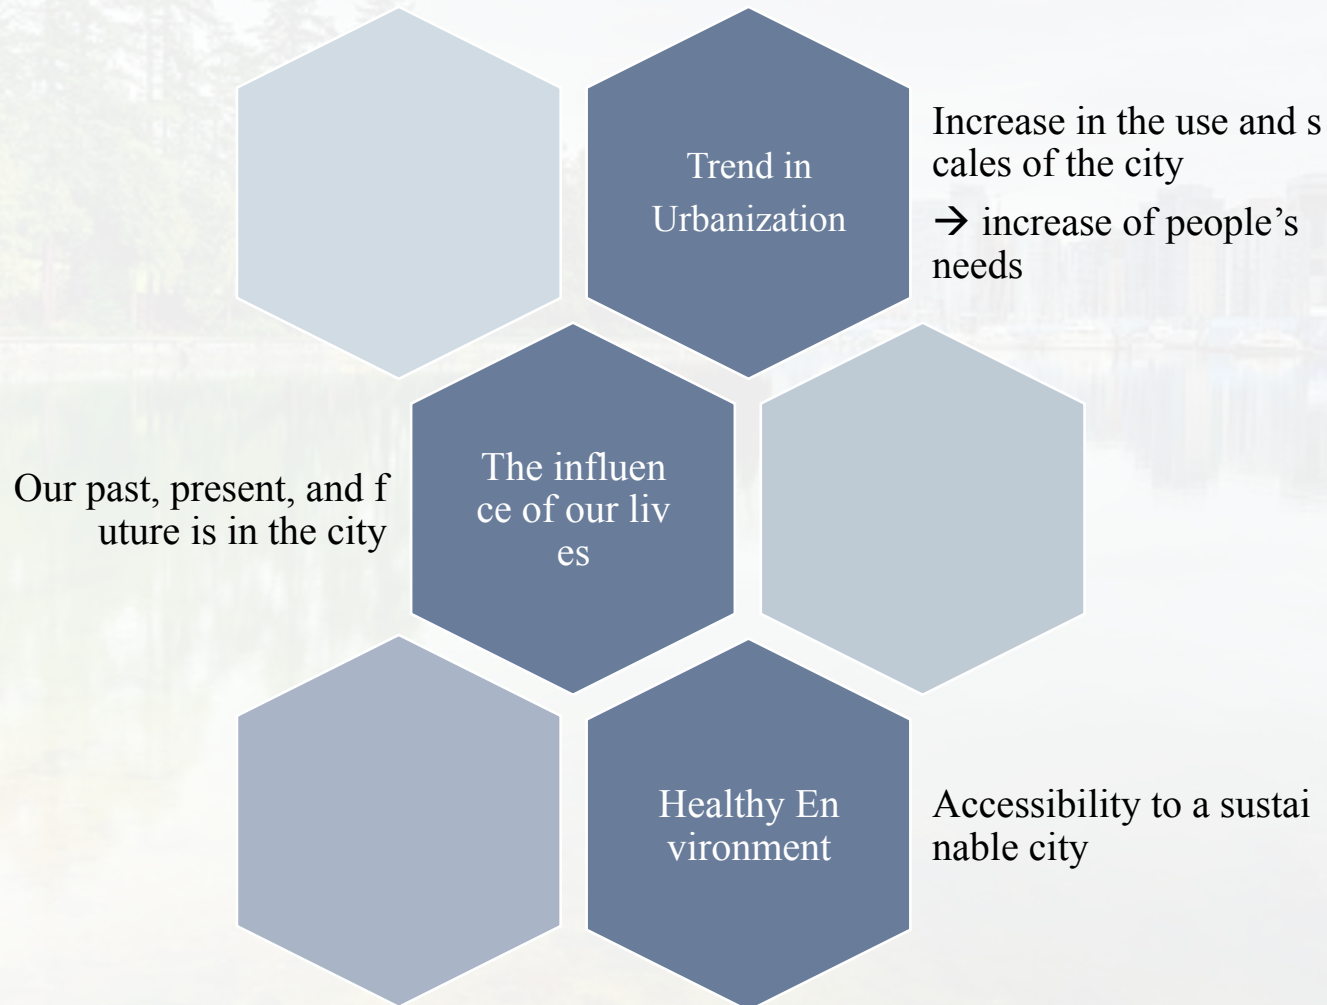 Trend in
Urbanization
Increase in the use and s
cales of the city
→ increase of people’s
needs
Our past, present, and f
uture is in the city
The influen
ce of our liv
es
Healthy En
vironment
Accessibility to a sustai
nable city